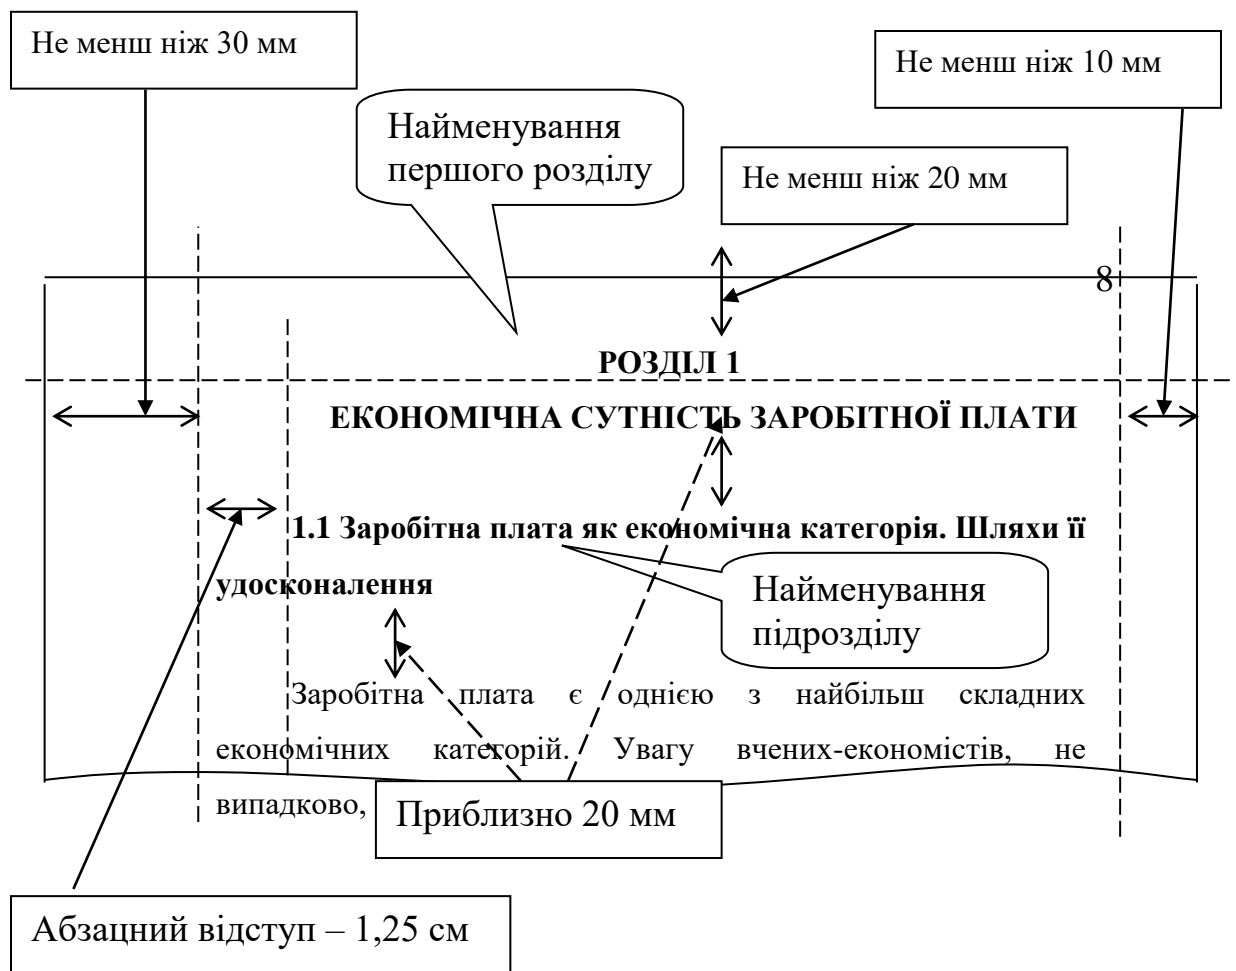 Не менш ніж 30 мм
Не менш ніж 10 мм
Найменування
першого розділу
Не менш ніж 20 мм
8
РОЗДІЛ 1
ЕКОНОМІЧНА СУТНІСТЬ ЗАРОБІТНОЇ ПЛАТИ
1.1 Заробітна плата як економічна категорія. Шляхи її
удосконалення
Найменування
підрозділу
Заробітна плата є однією з найбільш складних
економічних категорій. Увагу вчених-економістів, не
випадково,
Приблизно 20 мм
Абзацний відступ – 1,25 см